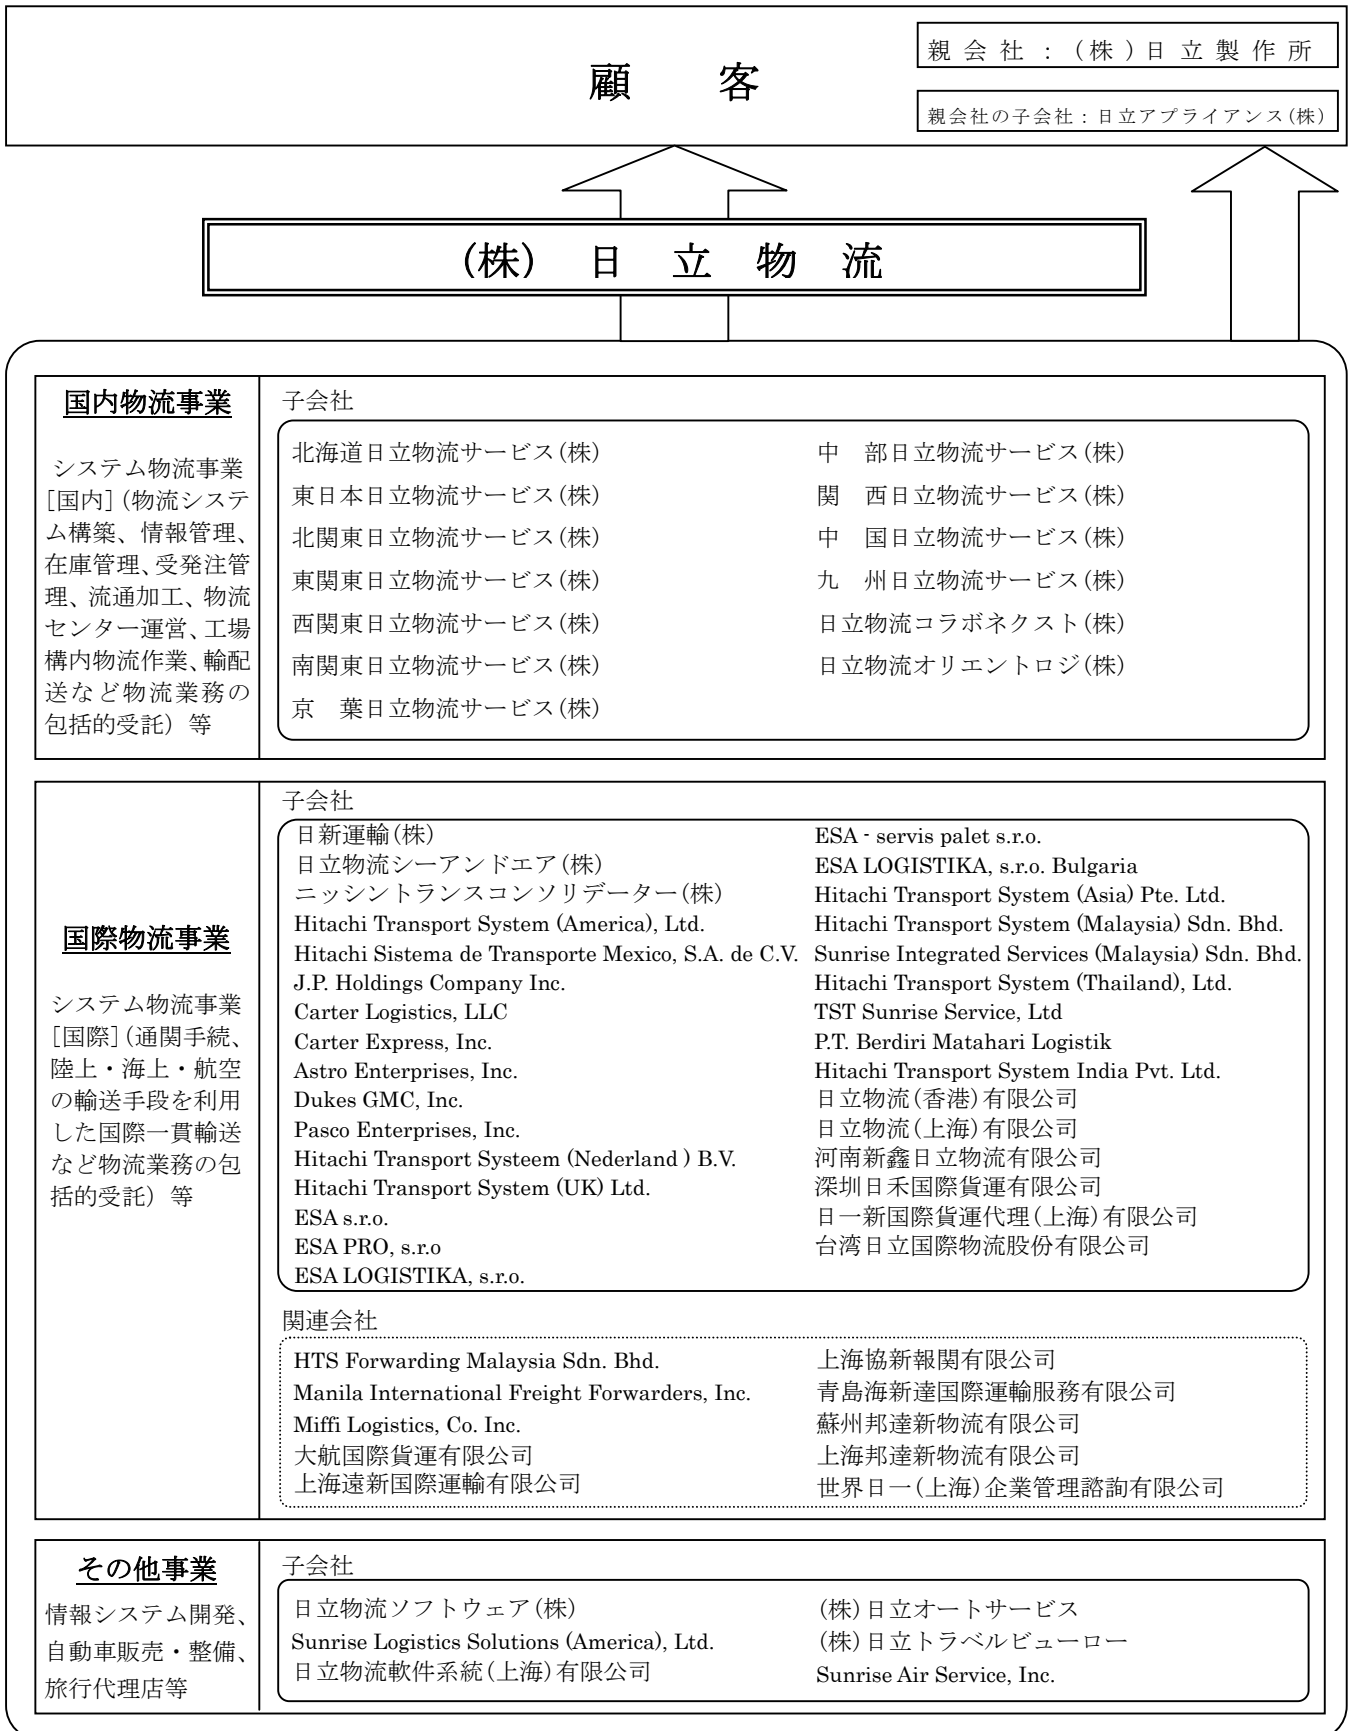 顧 客
親会社：(株)日立製作所
親会社の子会社：日立アプライアンス(株)
(株) 日 立 物 流
国内物流事業
システム物流事業
[国内](物流システ
ム構築、情報管理、
在庫管理、受発注管
理、流通加工、物流
センター運営、工場
構内物流作業、輸配
送など物流業務の
包括的受託) 等
子会社
北海道日立物流サービス(株)
東日本日立物流サービス(株)
北関東日立物流サービス(株)
東関東日立物流サービス(株)
西関東日立物流サービス(株)
南関東日立物流サービス(株)
京 葉日立物流サービス(株)
中 部日立物流サービス(株)
関 西日立物流サービス(株)
中 国日立物流サービス(株)
九 州日立物流サービス(株)
日立物流コラボネクスト(株)
日立物流オリエントロジ(株)
国際物流事業
システム物流事業
[国際](通関手続、
陸上・海上・航空
の輸送手段を利用
した国際一貫輸送
など物流業務の包
括的受託) 等
子会社
日新運輸(株)
日立物流シーアンドエア(株)
ニッシントランスコンソリデーター(株)
Hitachi Transport System (America), Ltd.
Hitachi Sistema de Transporte Mexico, S.A. de C.V.
J.P. Holdings Company Inc.
Carter Logistics, LLC
Carter Express, Inc.
Astro Enterprises, Inc.
Dukes GMC, Inc.
Pasco Enterprises, Inc.
Hitachi Transport Systeem (Nederland ) B.V.
Hitachi Transport System (UK) Ltd.
ESA s.r.o.
ESA PRO, s.r.o
ESA LOGISTIKA, s.r.o.
ESA - servis palet s.r.o.
ESA LOGISTIKA, s.r.o. Bulgaria
Hitachi Transport System (Asia) Pte. Ltd.
Hitachi Transport System (Malaysia) Sdn. Bhd.
Sunrise Integrated Services (Malaysia) Sdn. Bhd.
Hitachi Transport System (Thailand), Ltd.
TST Sunrise Service, Ltd
P.T. Berdiri Matahari Logistik
Hitachi Transport System India Pvt. Ltd.
日立物流(香港)有限公司
日立物流(上海)有限公司
河南新鑫日立物流有限公司
深圳日禾国際貨運有限公司
日一新国際貨運代理(上海)有限公司
台湾日立国際物流股份有限公司
関連会社
HTS Forwarding Malaysia Sdn. Bhd.
Manila International Freight Forwarders, Inc.
Miffi Logistics, Co. Inc.
大航国際貨運有限公司
上海遠新国際運輸有限公司
上海協新報関有限公司
青島海新達国際運輸服務有限公司
蘇州邦達新物流有限公司
上海邦達新物流有限公司
世界日一(上海)企業管理諮詢有限公司
その他事業
情報システム開発、
自動車販売・整備、
旅行代理店等
子会社
日立物流ソフトウェア(株)
Sunrise Logistics Solutions (America), Ltd.
日立物流軟件系統(上海)有限公司
(株)日立オートサービス
(株)日立トラベルビューロー
Sunrise Air Service, Inc.